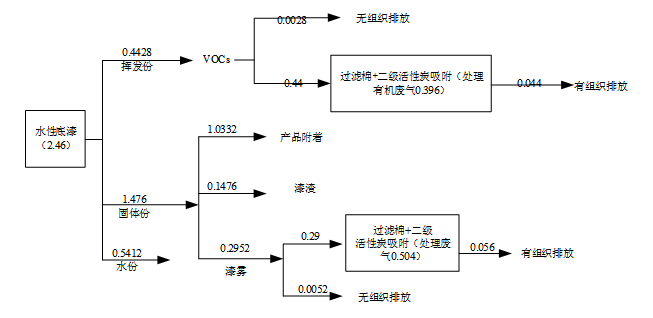 0.0028
无组织排放
0.4428
挥发份
VOCs
0.44
过滤棉+二级活性炭吸附（处理
有机废气0.396）
0.044
有组织排放
水性底漆
（2.46）
1.0332
产品附着
1.476
固体份
0.1476
漆渣
0.2952
漆雾
0.29
过滤棉+二级
活性炭吸附（处理废
气0.504）
0.056
有组织排放
0.5412
水份
0.0052
无组织排放